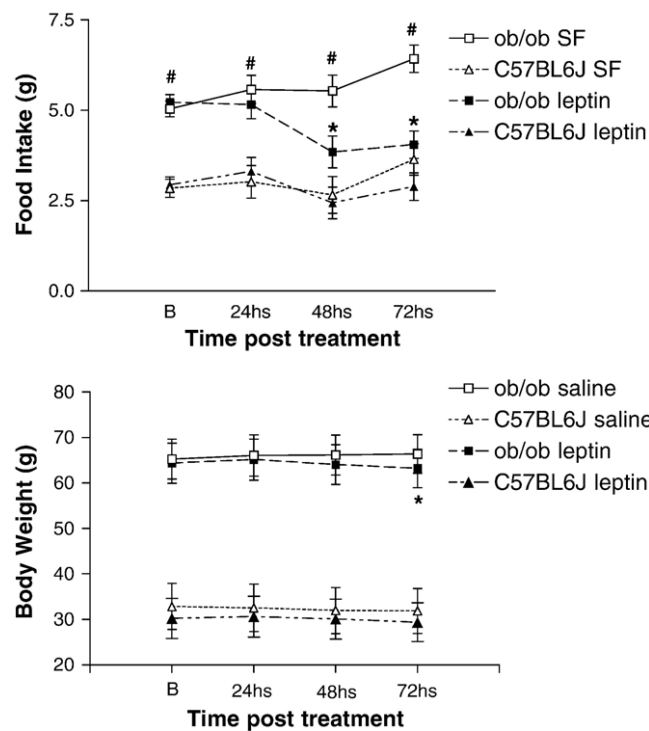 7.5
5.0
2.5
0.0
Food Intake (g)
# # # #
* *
B 24hs 48hs 72hs
Time post treatment
ob/ob SF
C57BL6J SF
ob/ob leptin
C57BL6J leptin
80
70
60
50
40
30
20
Body Weight (g)
*
B 24hs 48hs 72hs
Time post treatment
ob/ob saline
C57BL6J saline
ob/ob leptin
C57BL6J leptin